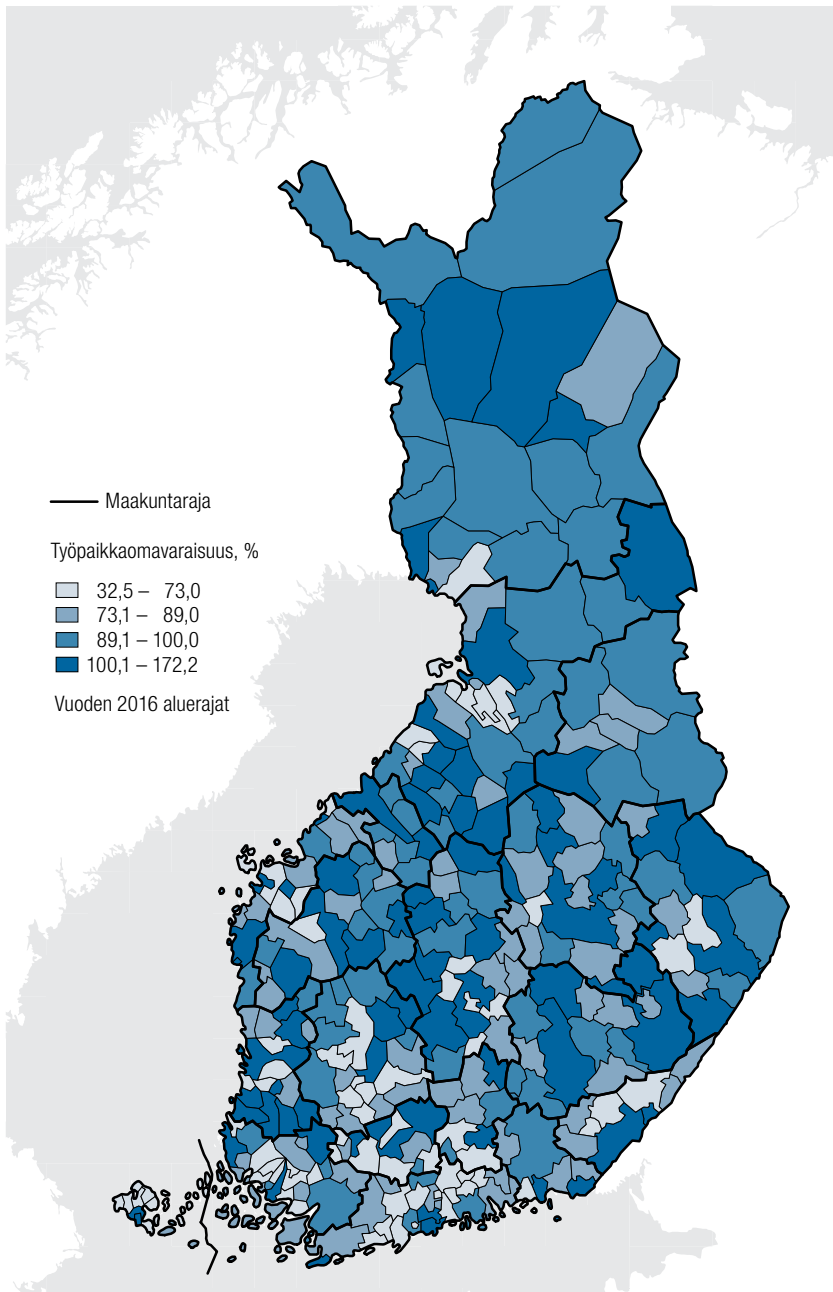 Maakuntaraja
Työpaikkaomavaraisuus, %
32,5 – 73,0
73,1 – 89,0
89,1 – 100,0
100,1 – 172,2
Vuoden 2016 aluerajat